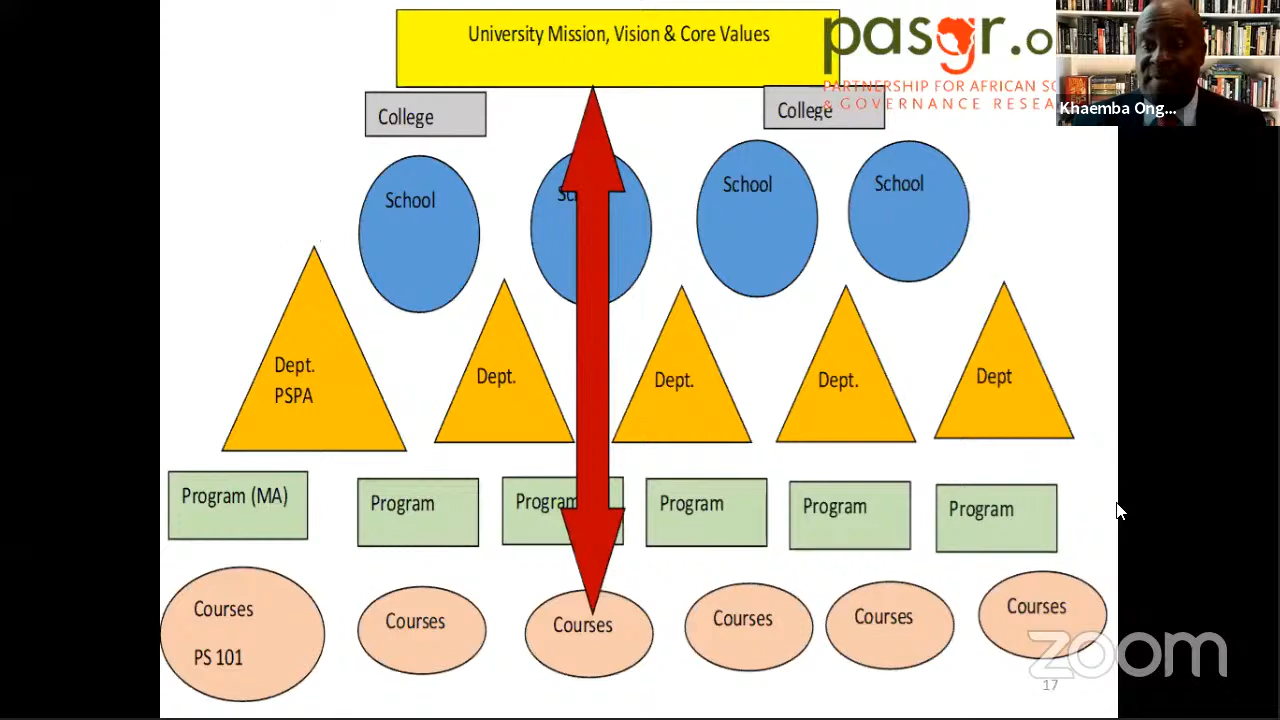 University Mission, Vision & Core Values
pasgr.o
PARTNERSHIP FOR AFRICAN SO
& GOVERNANCE RESEA
Khaemba Ong...
College
College
School
School
School
Dept.
PSPA
Dept.
Dept.
Dept.
Dept
Program (MA)
Program
Program
Program
Program
Program
Courses
PS 101
Courses
Courses
Courses
Courses
Courses
zoom
17